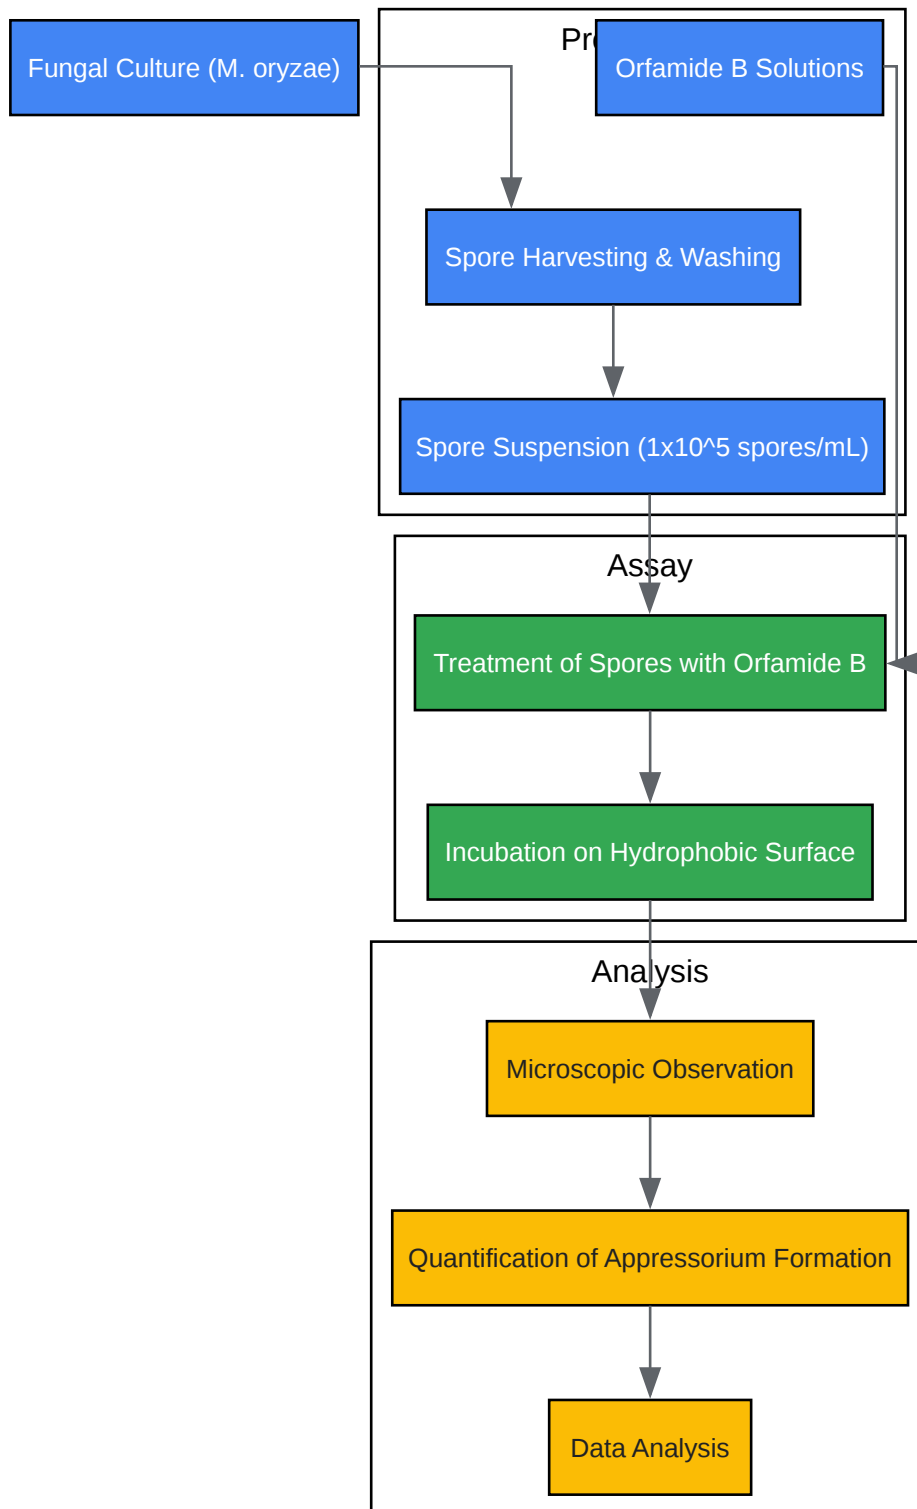 Fungal Culture (M. oryzae)
Orfamide B Solutions
Spore Harvesting & Washing
Spore Suspension (1x10^5 spores/mL)
Assay
Treatment of Spores with Orfamide B
Incubation on Hydrophobic Surface
Analysis
Microscopic Observation
Quantification of Appressorium Formation
Data Analysis